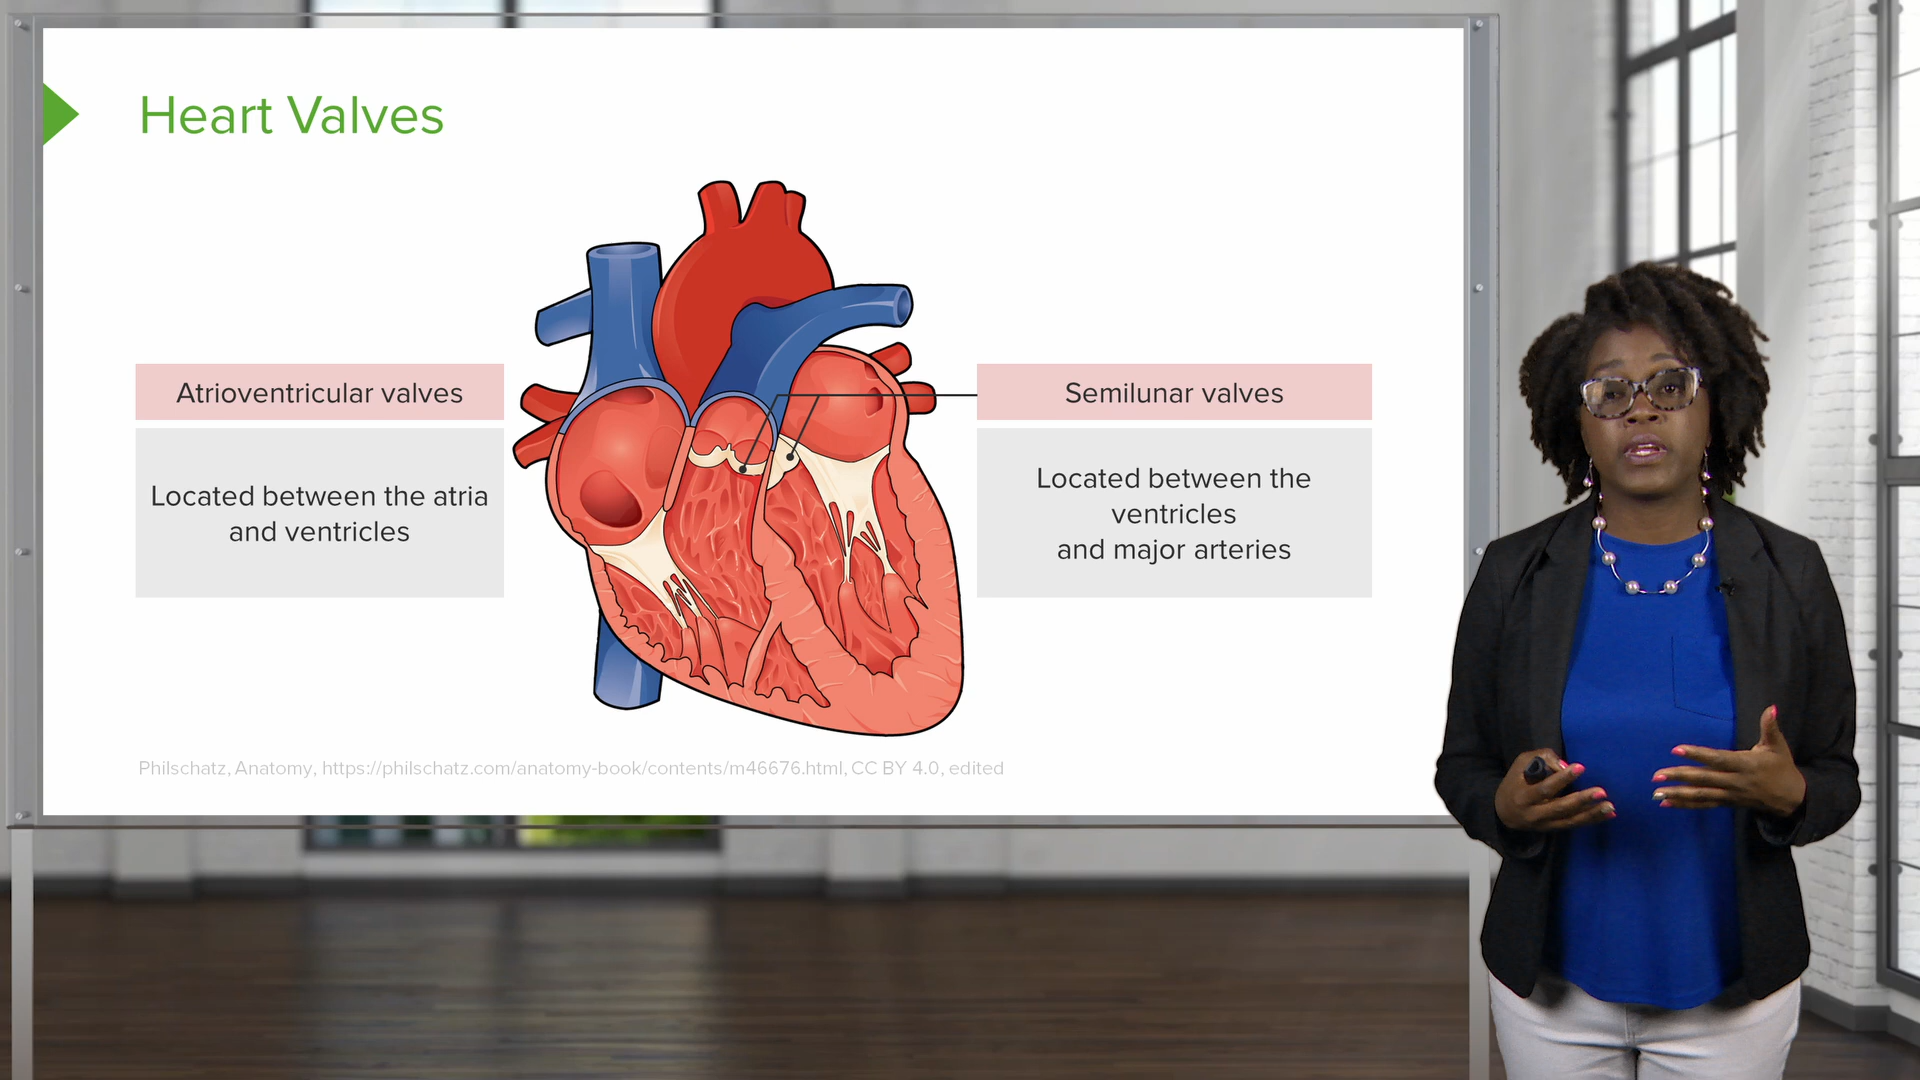 Heart Valves
Atrioventricular valves
Located between the atria
and ventricles
Semilunar valves
Located between the
ventricles
and major arteries
Philschatz, Anatomy, https://philschatz.com/anatomy-book/contents/m46676.html, CC BY 4.0, edited